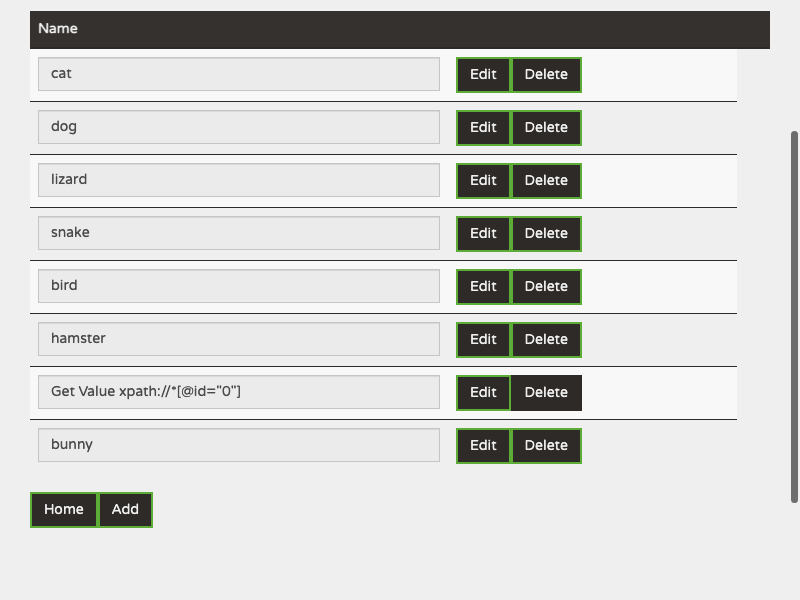 Name
cat Edit Delete
dog Edit Delete
lizard Edit Delete
snake Edit Delete
bird Edit Delete
hamster Edit Delete
Get Value xpath://*[@id="0"] Edit Delete
bunny Edit Delete
Home Add